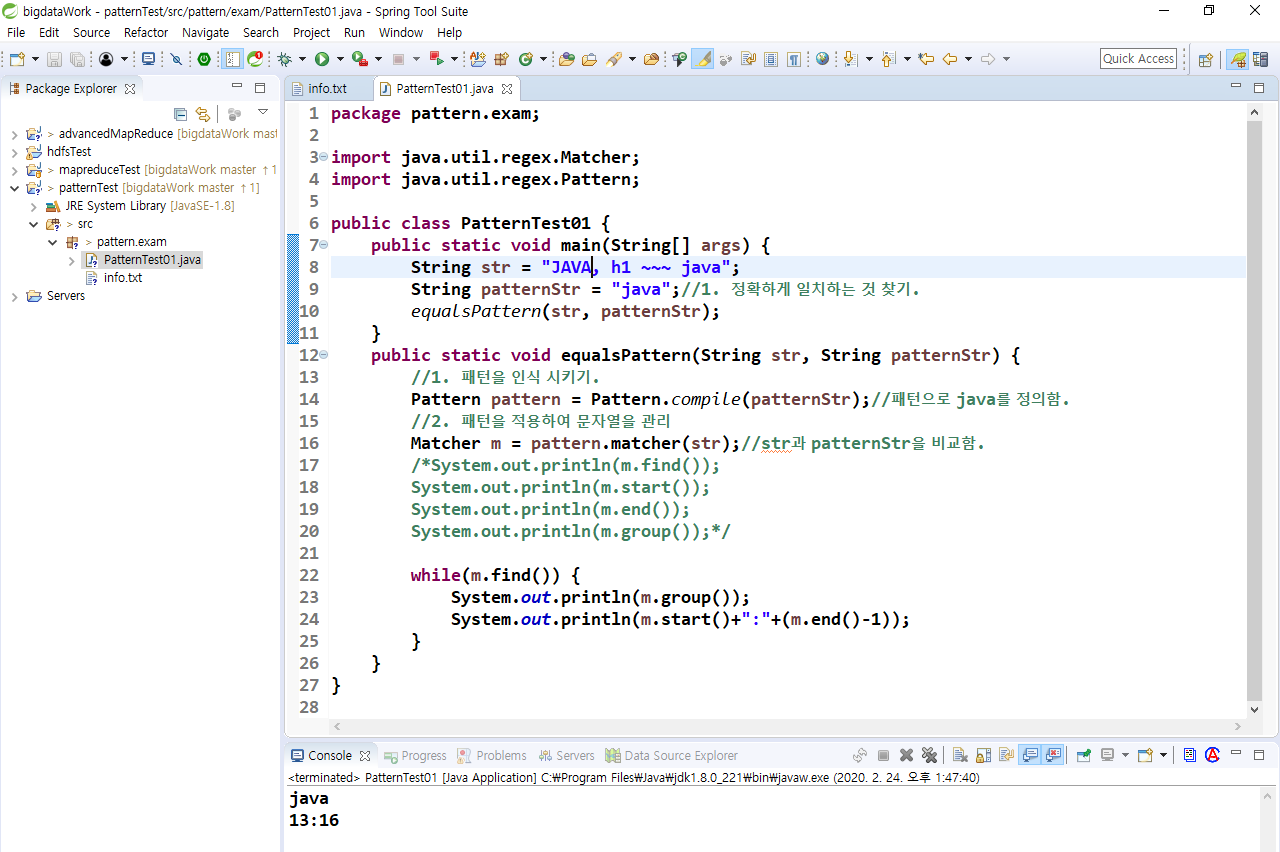 bigdataWork - patternTest/src/pattern/exam/PatternTest01.java - Spring Tool Suite
File Edit Source Refactor Navigate Search Project Run Window Help
Quick Access
Package Explorer
> advancedMapReduce [bigdataWork mast
hdfsTest
> mapreduceTest [bigdataWork master ↑1
> patternTest [bigdataWork master ↑1]
JRE System Library [JavaSE-1.8]
> src
> pattern.exam
PatternTest01.java
info.txt
Servers
info.txt PatternTest01.java
1 package pattern.exam;
2
3 import java.util.regex.Matcher;
4 import java.util.regex.Pattern;
5
6 public class PatternTest01 {
7 public static void main(String[] args) {
8 String str = "JAVA, h1 ~~~ java";
9 String patternStr = "java";//1. 정확하게 일치하는 것 찾기.
10 equalsPattern(str, patternStr);
11 }
12 public static void equalsPattern(String str, String patternStr) {
13 //1. 패턴을 인식 시키기.
14 Pattern pattern = Pattern.compile(patternStr);//패턴으로 java를 정의함.
15 //2. 패턴을 적용하여 문자열을 관리
16 Matcher m = pattern.matcher(str);//str과 patternStr을 비교함.
17 /*System.out.println(m.find());
18 System.out.println(m.start());
19 System.out.println(m.end());
20 System.out.println(m.group());*/
21
22 while(m.find()) {
23 System.out.println(m.group());
24 System.out.println(m.start()+":"+(m.end()-1));
25 }
26 }
27 }
28
Console Progress Problems Servers Data Source Explorer
<terminated> PatternTest01 [Java Application] C:₩Program Files₩Java₩jdk1.8.0_221₩bin₩javaw.exe (2020. 2. 24. 오후 1:47:40)
java
13:16